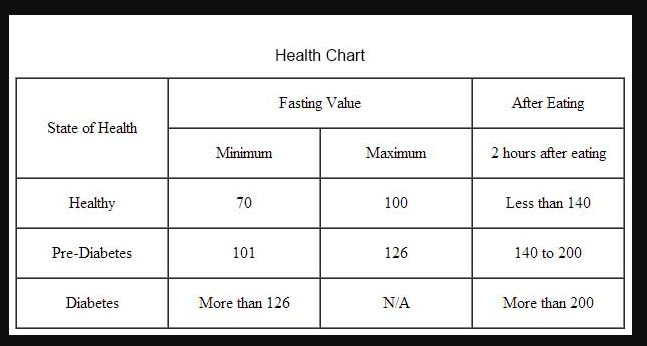 Health Chart
State of Health
Fasting Value
After Eating
Minimum
Maximum
2 hours after eating
Healthy
70
100
Less than 140
Pre-Diabetes
101
126
140 to 200
Diabetes
More than 126
N/A
More than 200